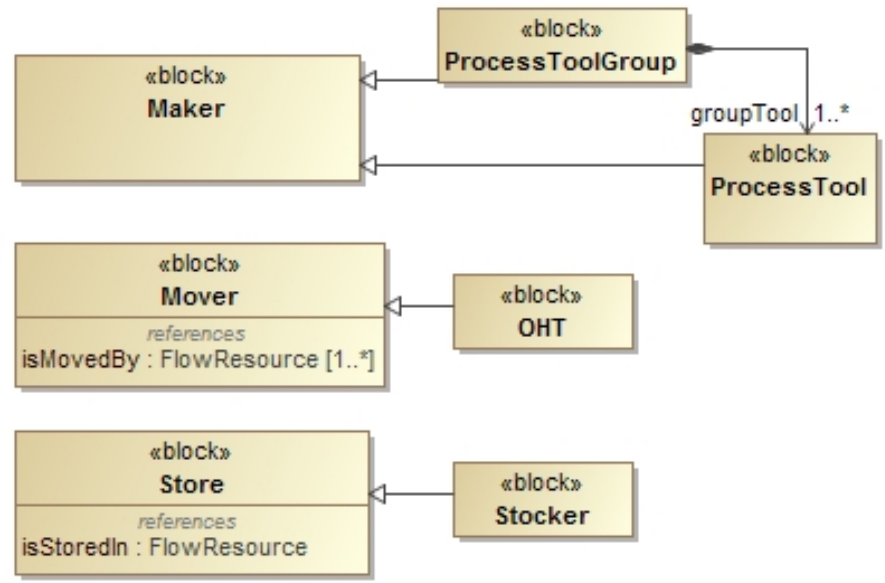 «block»
ProcessToolGroup
«block»
Maker
groupTool 1..*
«block»
ProcessTool
«block»
Mover
references
isMovedBy : FlowResource [1..*]
«block»
OHT
«block»
Store
references
isStoredIn : FlowResource
«block»
Stocker